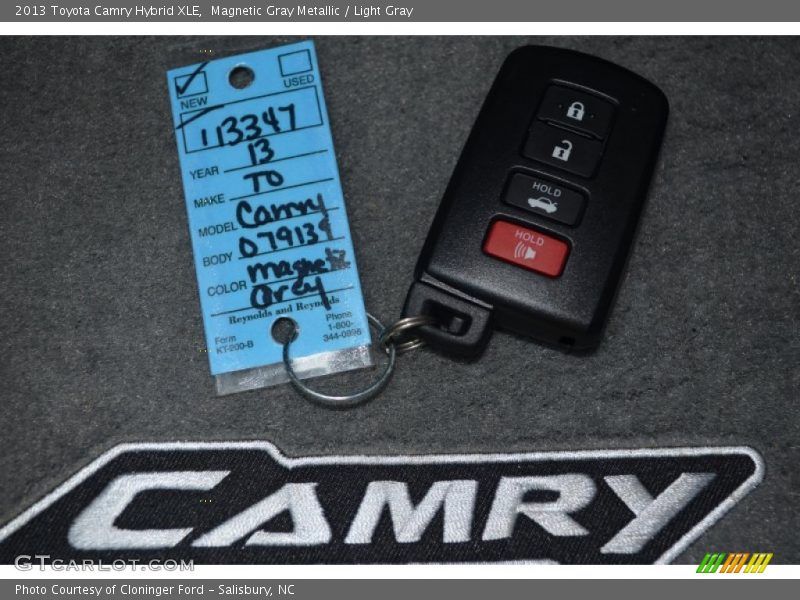 2013 Toyota Camry Hybrid XLE, Magnetic Gray Metallic / Light Gray
NEW USED
113347
YEAR 13
MAKE TO
MODEL Camry
BODY 079139
COLOR Magnetic
Grey
Reynolds and Reynolds
Form
KT-200-B
Phone
1-800-
344-0996
HOLD
HOLD
CAMRY
GTCARLOT.COM
Photo Courtesy of Cloninger Ford – Salisbury, NC